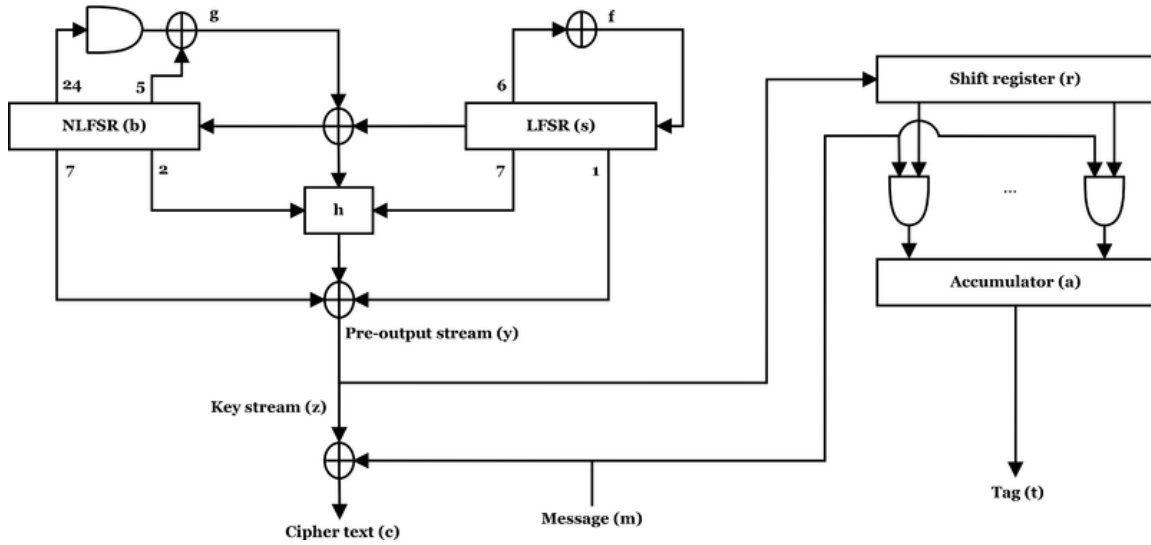 g
f
24
5
6
Shift register (r)
NLFSR (b)
LFSR (s)
7
2
7
1
h
...
Accumulator (a)
Pre-output stream (y)
Key stream (z)
Tag (t)
Message (m)
Cipher text (c)